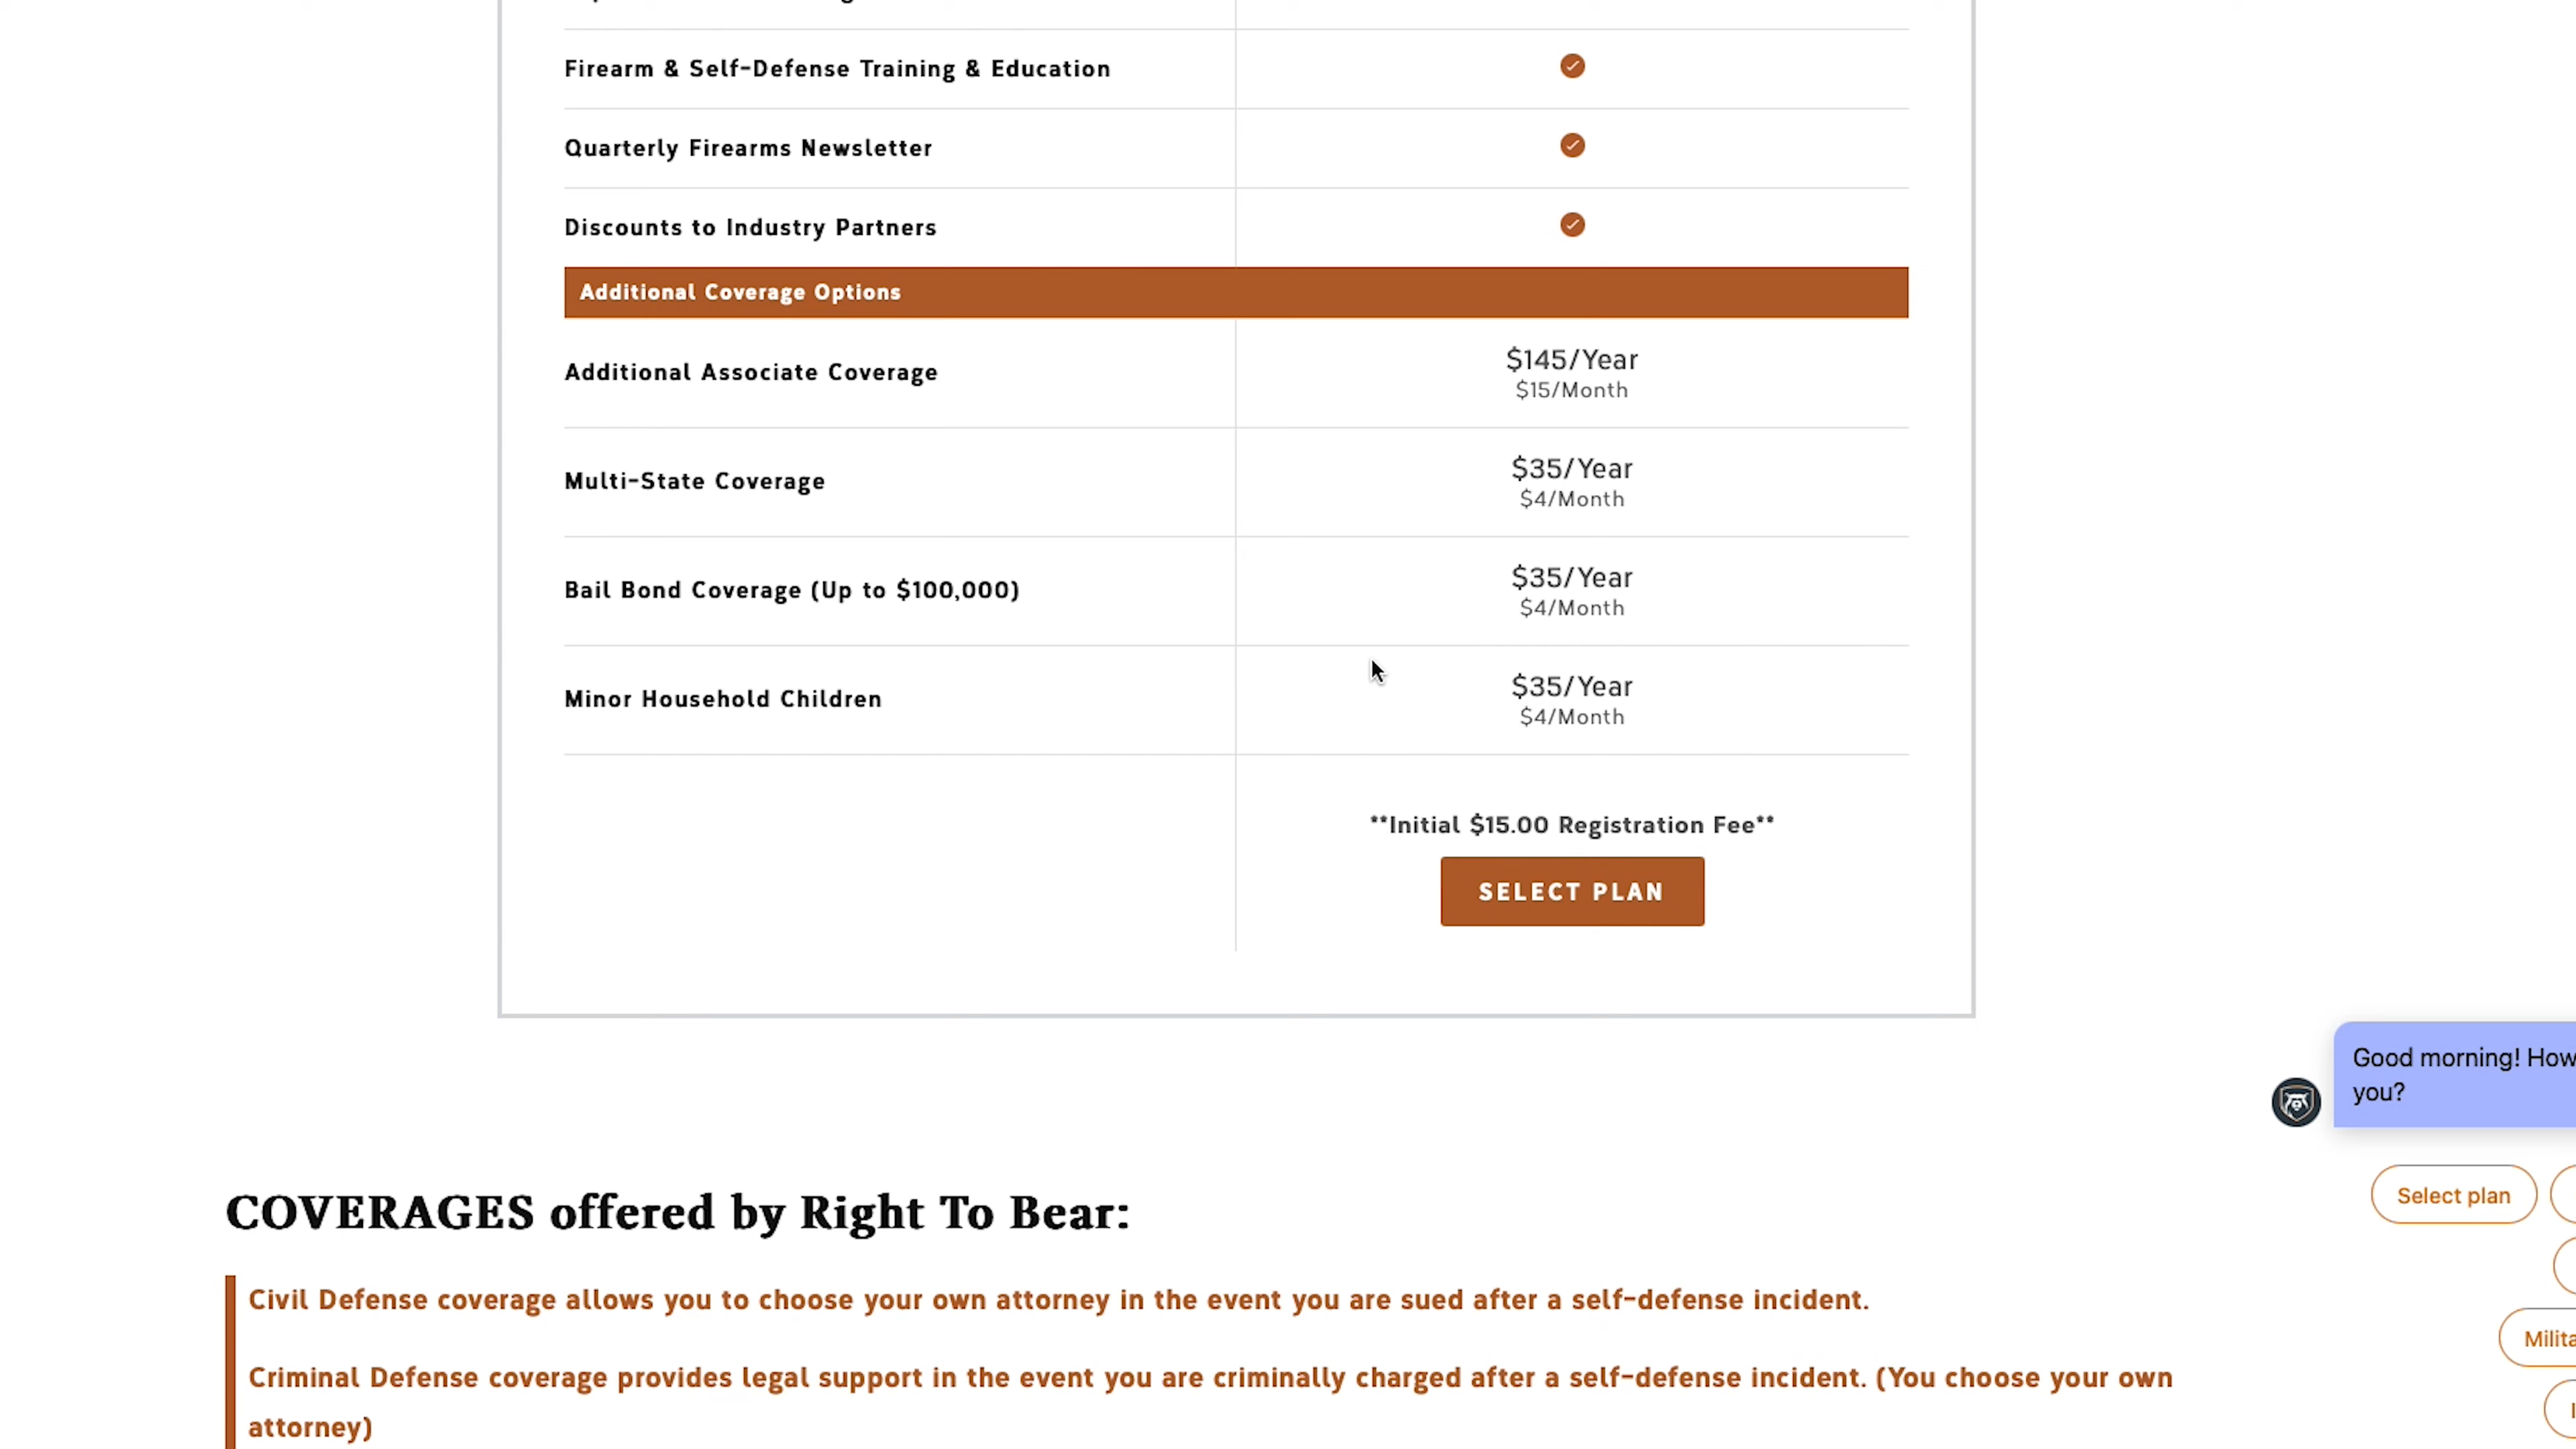 Firearm & Self-Defense Training & Education
Quarterly Firearms Newsletter
Discounts to Industry Partners
Additional Coverage Options
Additional Associate Coverage
$145/Year
$15/Month
Multi-State Coverage
$35/Year
$4/Month
Bail Bond Coverage (Up to $100,000)
$35/Year
$4/Month
Minor Household Children
$35/Year
$4/Month
**Initial $15.00 Registration Fee**
SELECT PLAN
Good morning! How
you?
Select plan
COVERAGES offered by Right To Bear:
Civil Defense coverage allows you to choose your own attorney in the event you are sued after a self-defense incident.
Criminal Defense coverage provides legal support in the event you are criminally charged after a self-defense incident. (You choose your own
attorney)